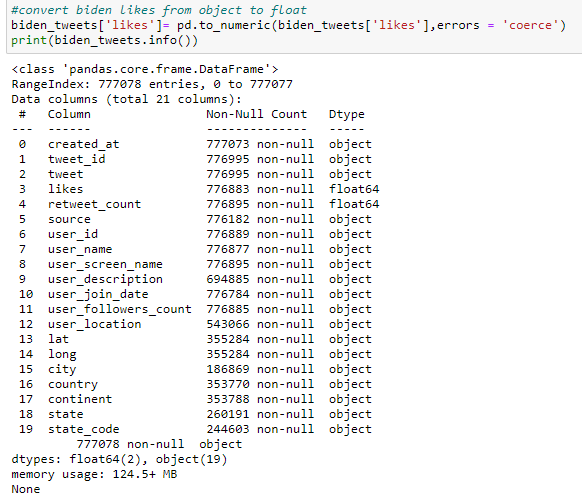 #convert biden likes from object to float
biden_tweets['likes']= pd.to_numeric(biden_tweets['likes'],errors = 'coerce')
print(biden_tweets.info())
<class 'pandas.core.frame.DataFrame'>
RangeIndex: 777078 entries, 0 to 777077
Data columns (total 21 columns):
 #   Column                Non-Null Count   Dtype
---  ------                --------------   -----
 0   created_at            777073 non-null  object
 1   tweet_id              776995 non-null  object
 2   tweet                 776995 non-null  object
 3   likes                 776883 non-null  float64
 4   retweet_count         776895 non-null  float64
 5   source                776182 non-null  object
 6   user_id               776889 non-null  object
 7   user_name             776877 non-null  object
 8   user_screen_name      776895 non-null  object
 9   user_description      694885 non-null  object
 10  user_join_date        776784 non-null  object
 11  user_followers_count  776885 non-null  object
 12  user_location         543066 non-null  object
 13  lat                   355284 non-null  object
 14  long                  355284 non-null  object
 15  city                  186869 non-null  object
 16  country               353770 non-null  object
 17  continent             353788 non-null  object
 18  state                 260191 non-null  object
 19  state_code            244603 non-null  object
         777078 non-null  object
dtypes: float64(2), object(19)
memory usage: 124.5+ MB
None